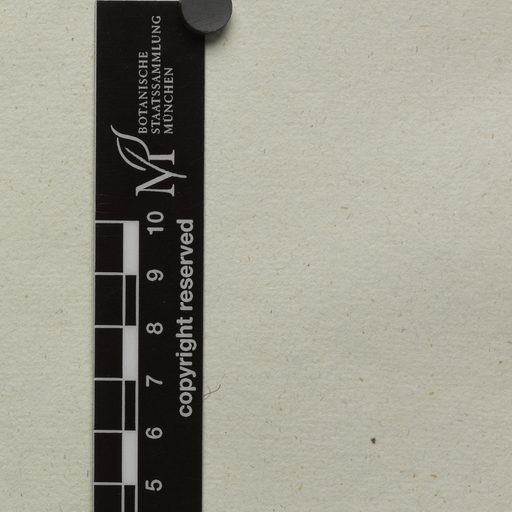 BOTANISCHE
STAATSSAMMLUNG
MÜNCHEN
M
copyright reserved
10
9
8
7
6
5